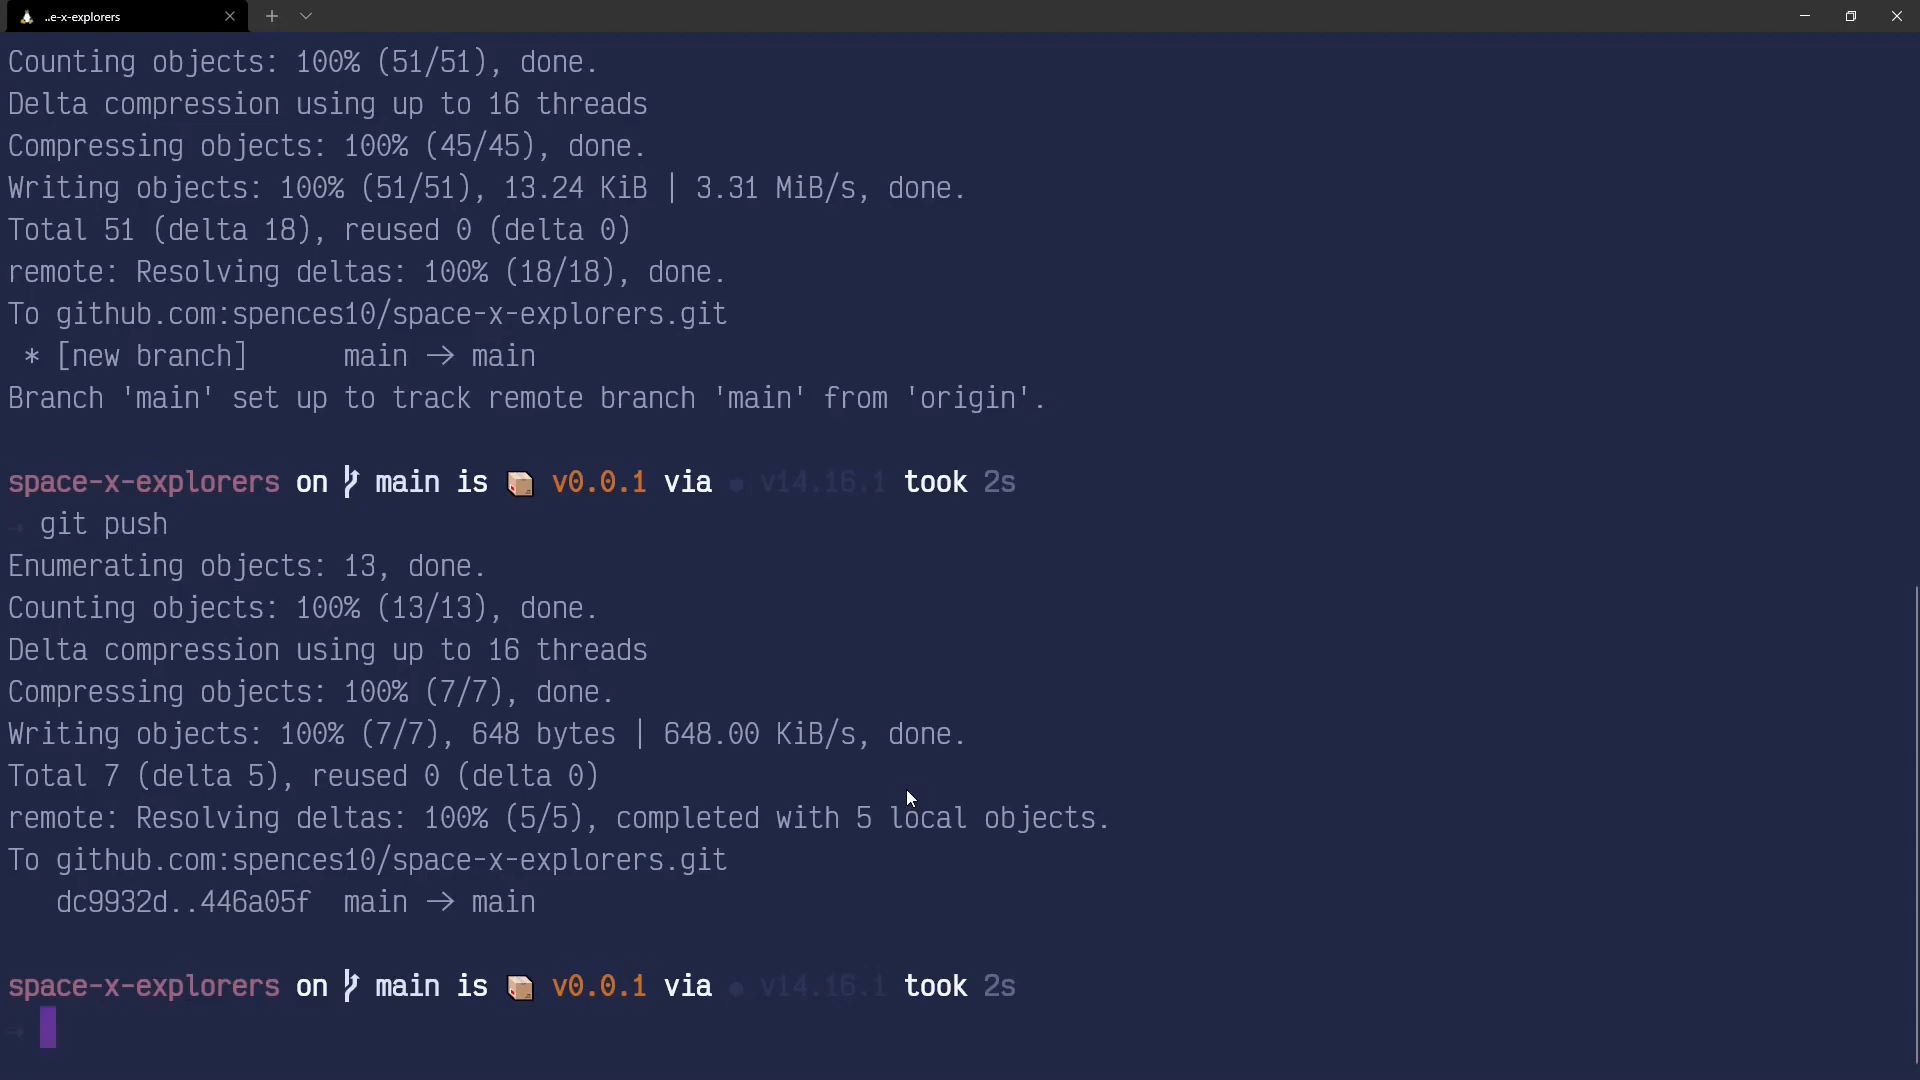 ..e-x-explorers
Counting objects: 100% (51/51), done.
Delta compression using up to 16 threads
Compressing objects: 100% (45/45), done.
Writing objects: 100% (51/51), 13.24 KiB | 3.31 MiB/s, done.
Total 51 (delta 18), reused 0 (delta 0)
remote: Resolving deltas: 100% (18/18), done.
To github.com:spences10/space-x-explorers.git
* [new branch] main → main
Branch 'main' set up to track remote branch 'main' from 'origin'.
space-x-explorers on main is 📦 v0.0.1 via v14.16.1 took 2s
→ git push
Enumerating objects: 13, done.
Counting objects: 100% (13/13), done.
Delta compression using up to 16 threads
Compressing objects: 100% (7/7), done.
Writing objects: 100% (7/7), 648 bytes | 648.00 KiB/s, done.
Total 7 (delta 5), reused 0 (delta 0)
remote: Resolving deltas: 100% (5/5), completed with 5 local objects.
To github.com:spences10/space-x-explorers.git
dc9932d..446a05f main → main
space-x-explorers on main is 📦 v0.0.1 via v14.16.1 took 2s
→